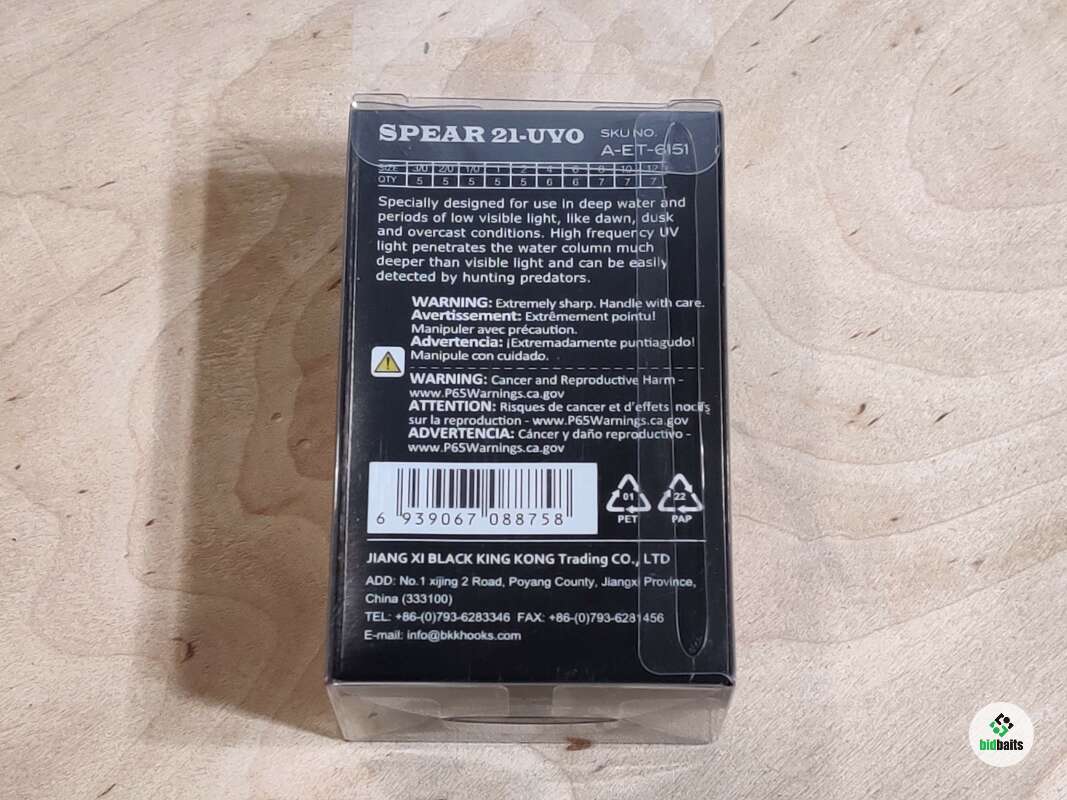 SPEAR 21-UVO
SKU NO.
A-ET-6151
SIZE 3/0 2/0 1/0 1 2 4 6 8 10 12
QTY 5 5 5 5 5 6 6 7 7 7
Specially designed for use in deep water and
periods of low visible light, like dawn, dusk
and overcast conditions. High frequency UV
light penetrates the water column much
deeper than visible light and can be easily
detected by hunting predators.
WARNING: Extremely sharp. Handle with care.
Avertissement: Extrêmement pointu!
Manipuler avec précaution.
Advertencia: ¡Extremadamente puntiagudo!
Manipule con cuidado.
WARNING: Cancer and Reproductive Harm -
www.P65Warnings.ca.gov
ATTENTION: Risques de cancer et d'effets nocifs
sur la reproduction - www.P65Warnings.ca.gov
ADVERTENCIA: Cáncer y daño reproductivo -
www.P65Warnings.ca.gov
6 939067 088758
01 PET
22 PAP
JIANG XI BLACK KING KONG Trading CO., LTD
ADD: No.1 xijing 2 Road, Poyang County, Jiangxi Province,
China (333100)
TEL: +86-(0)793-6283346 FAX: +86-(0)793-6281456
E-mail: info@bkkhooks.com
bidbaits